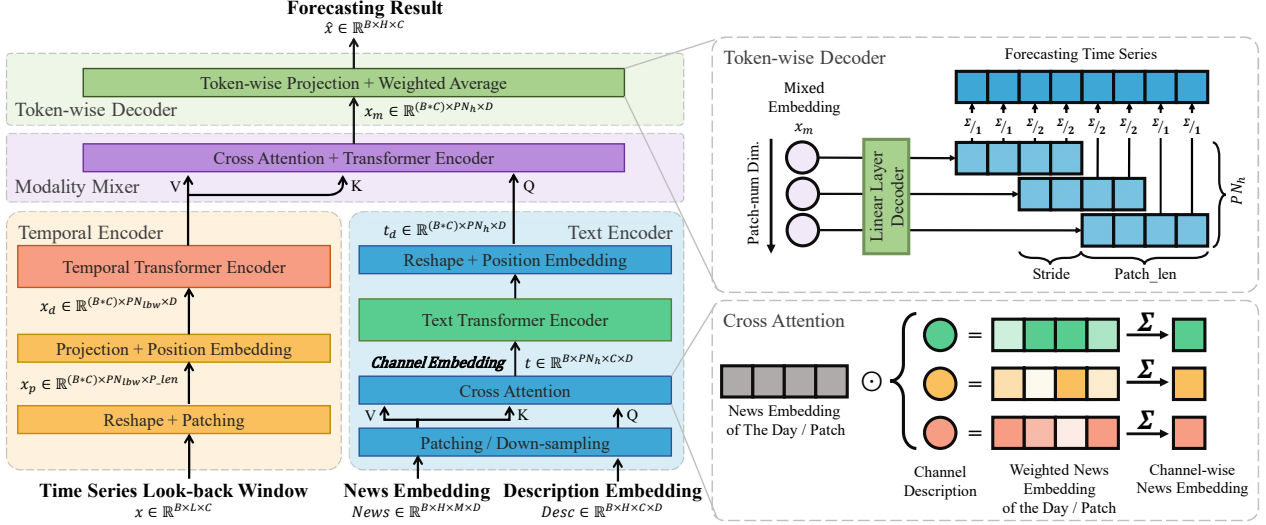 Forecasting Result
x̂ ∈ ℝ^{B×H×C}
Token-wise Projection + Weighted Average
Token-wise Decoder
x_m ∈ ℝ^{(B*C)×PN_h×D}
Cross Attention + Transformer Encoder
Modality Mixer
V
K
Q
Temporal Encoder
Temporal Transformer Encoder
x_d ∈ ℝ^{(B*C)×PN_{lbw}×D}
Projection + Position Embedding
x_p ∈ ℝ^{(B*C)×PN_{lbw}×P_len}
Reshape + Patching
Time Series Look-back Window
x ∈ ℝ^{B×L×C}
t_d ∈ ℝ^{(B*C)×PN_h×D}
Text Encoder
Reshape + Position Embedding
Text Transformer Encoder
Channel Embedding
t ∈ ℝ^{B×PN_h×C×D}
Cross Attention
V
K
Q
Patching / Down-sampling
News Embedding
News ∈ ℝ^{B×H×M×D}
Description Embedding
Desc ∈ ℝ^{B×H×C×D}
Token-wise Decoder
Forecasting Time Series
Mixed
Embedding
x_m
Σ/1 Σ/1 Σ/2 Σ/2 Σ/2 Σ/2 Σ/1 Σ/1
Patch-num Dim.
Linear Layer
Decoder
PN_h
Stride
Patch_len
Cross Attention
News Embedding
of The Day / Patch
⊙
= Σ
= Σ
= Σ
Channel
Description
Weighted News
Embedding
of the Day / Patch
Channel-wise
News Embedding